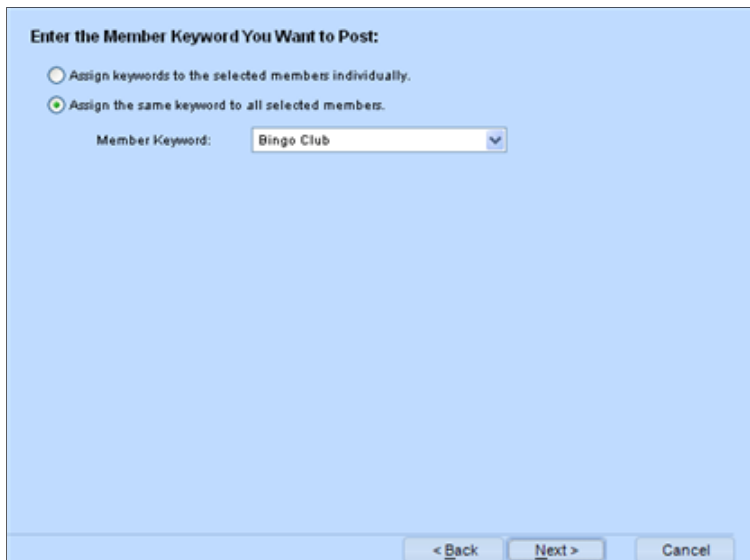 Enter the Member Keyword You Want to Post:
Assign keywords to the selected members individually.
Assign the same keyword to all selected members.
Member Keyword: Bingo Club
< Back Next > Cancel